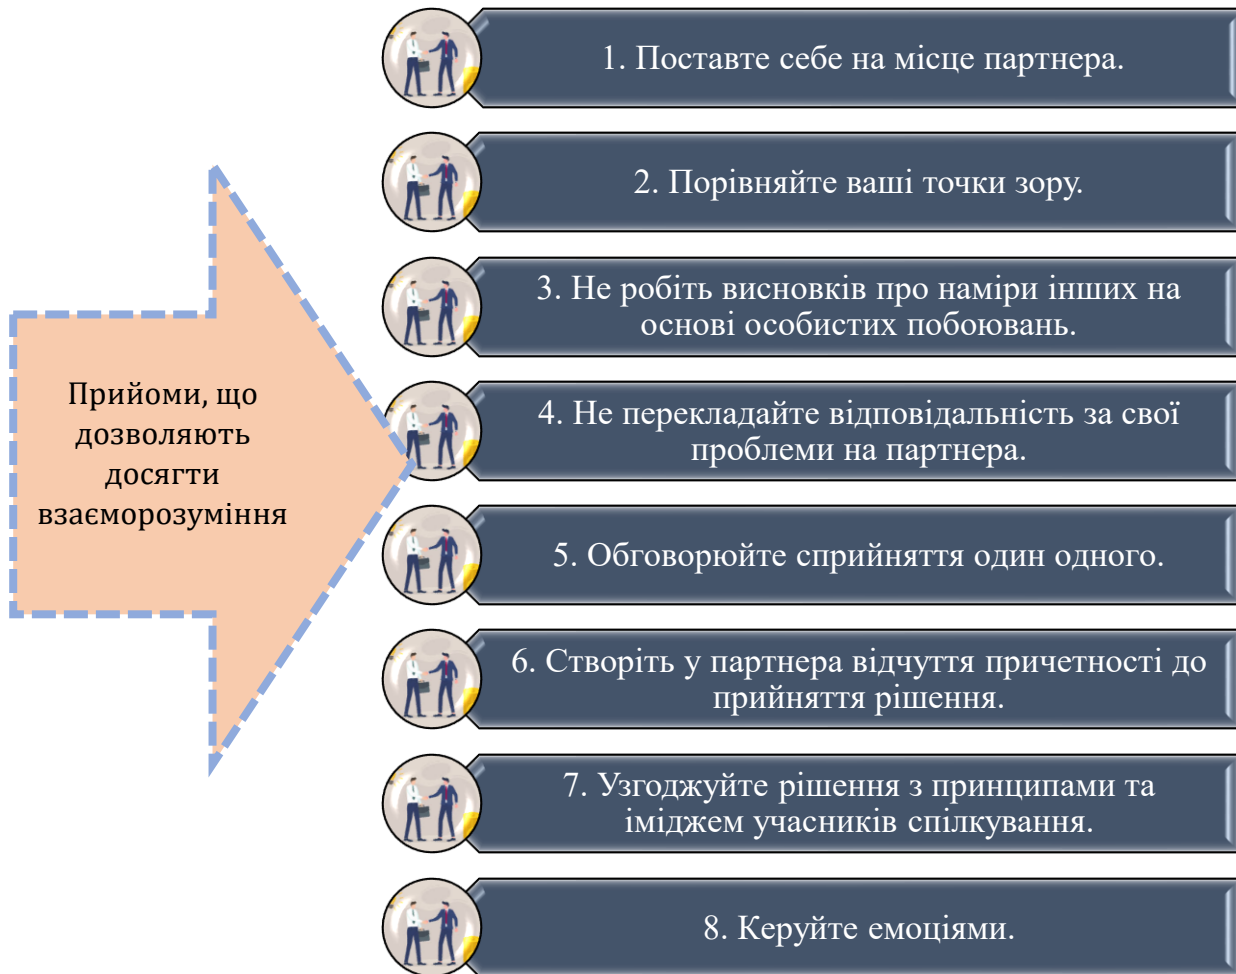 Прийоми, що
дозволяють
досягти
взаєморозуміння
1. Поставте себе на місце партнера.
2. Порівняйте ваші точки зору.
3. Не робіть висновків про наміри інших на
основі особистих побоювань.
4. Не перекладайте відповідальність за свої
проблеми на партнера.
5. Обговорюйте сприйняття один одного.
6. Створіть у партнера відчуття причетності до
прийняття рішення.
7. Узгоджуйте рішення з принципами та
іміджем учасників спілкування.
8. Керуйте емоціями.